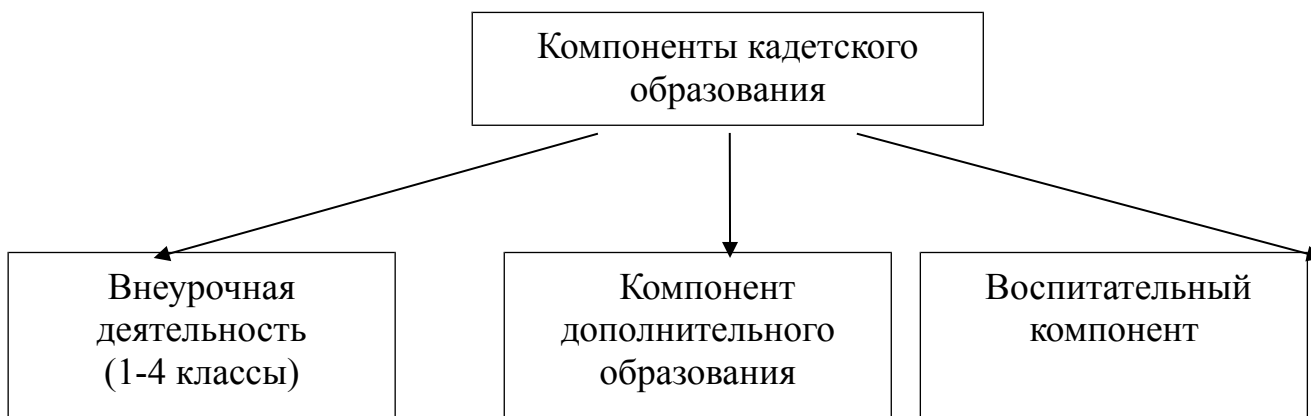 Компоненты кадетского
образования
Внеурочная
деятельность
(1-4 классы)
Компонент
дополнительного
образования
Воспитательный
компонент